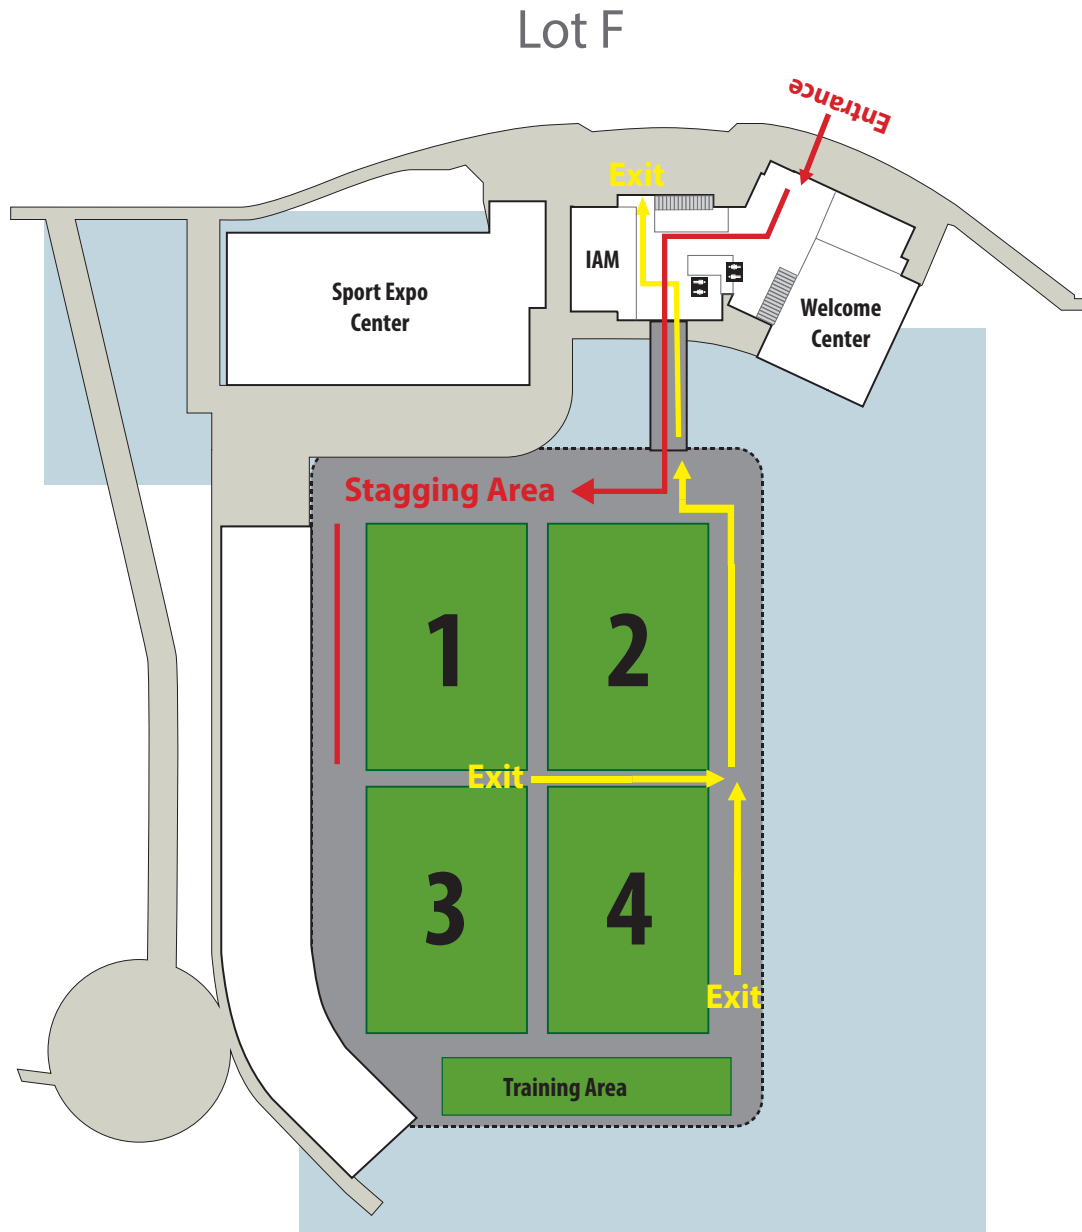 Lot F
Entrance
Exit
IAM
Sport Expo
Center
Welcome
Center
Stagging Area
1
2
Exit
3
4
Exit
Training Area